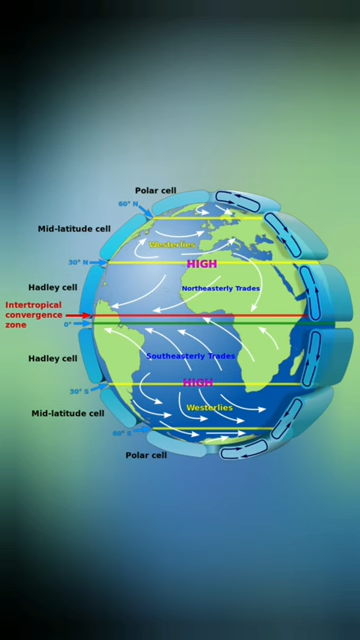 Polar cell
60° N
Mid-latitude cell
Westerlies
30° N
HIGH
Hadley cell
Northeasterly Trades
Intertropical
convergence
zone
0°
Hadley cell
Southeasterly Trades
HIGH
30° S
Westerlies
Mid-latitude cell
60° S
Polar cell